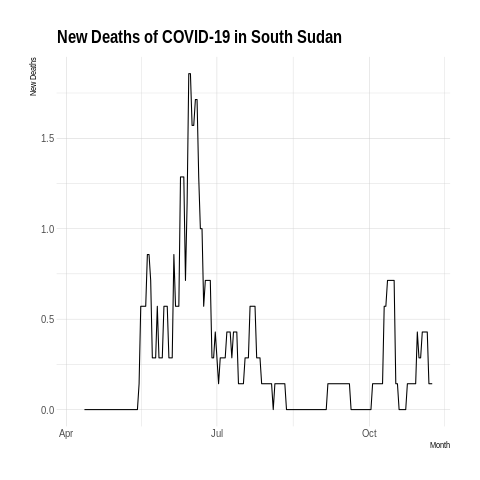 New Deaths of COVID-19 in South Sudan
New Deaths
1.5
1.0
0.5
0.0
Apr
Jul
Oct
Month